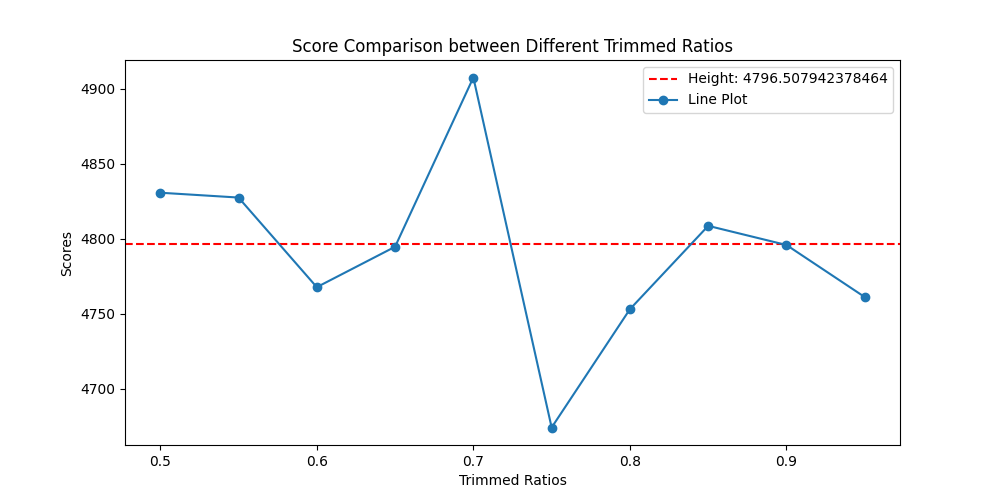 Score Comparison between Different Trimmed Ratios
Height: 4796.507942378464
Line Plot
4900
4850
4800
4750
4700
Scores
0.5 0.6 0.7 0.8 0.9
Trimmed Ratios